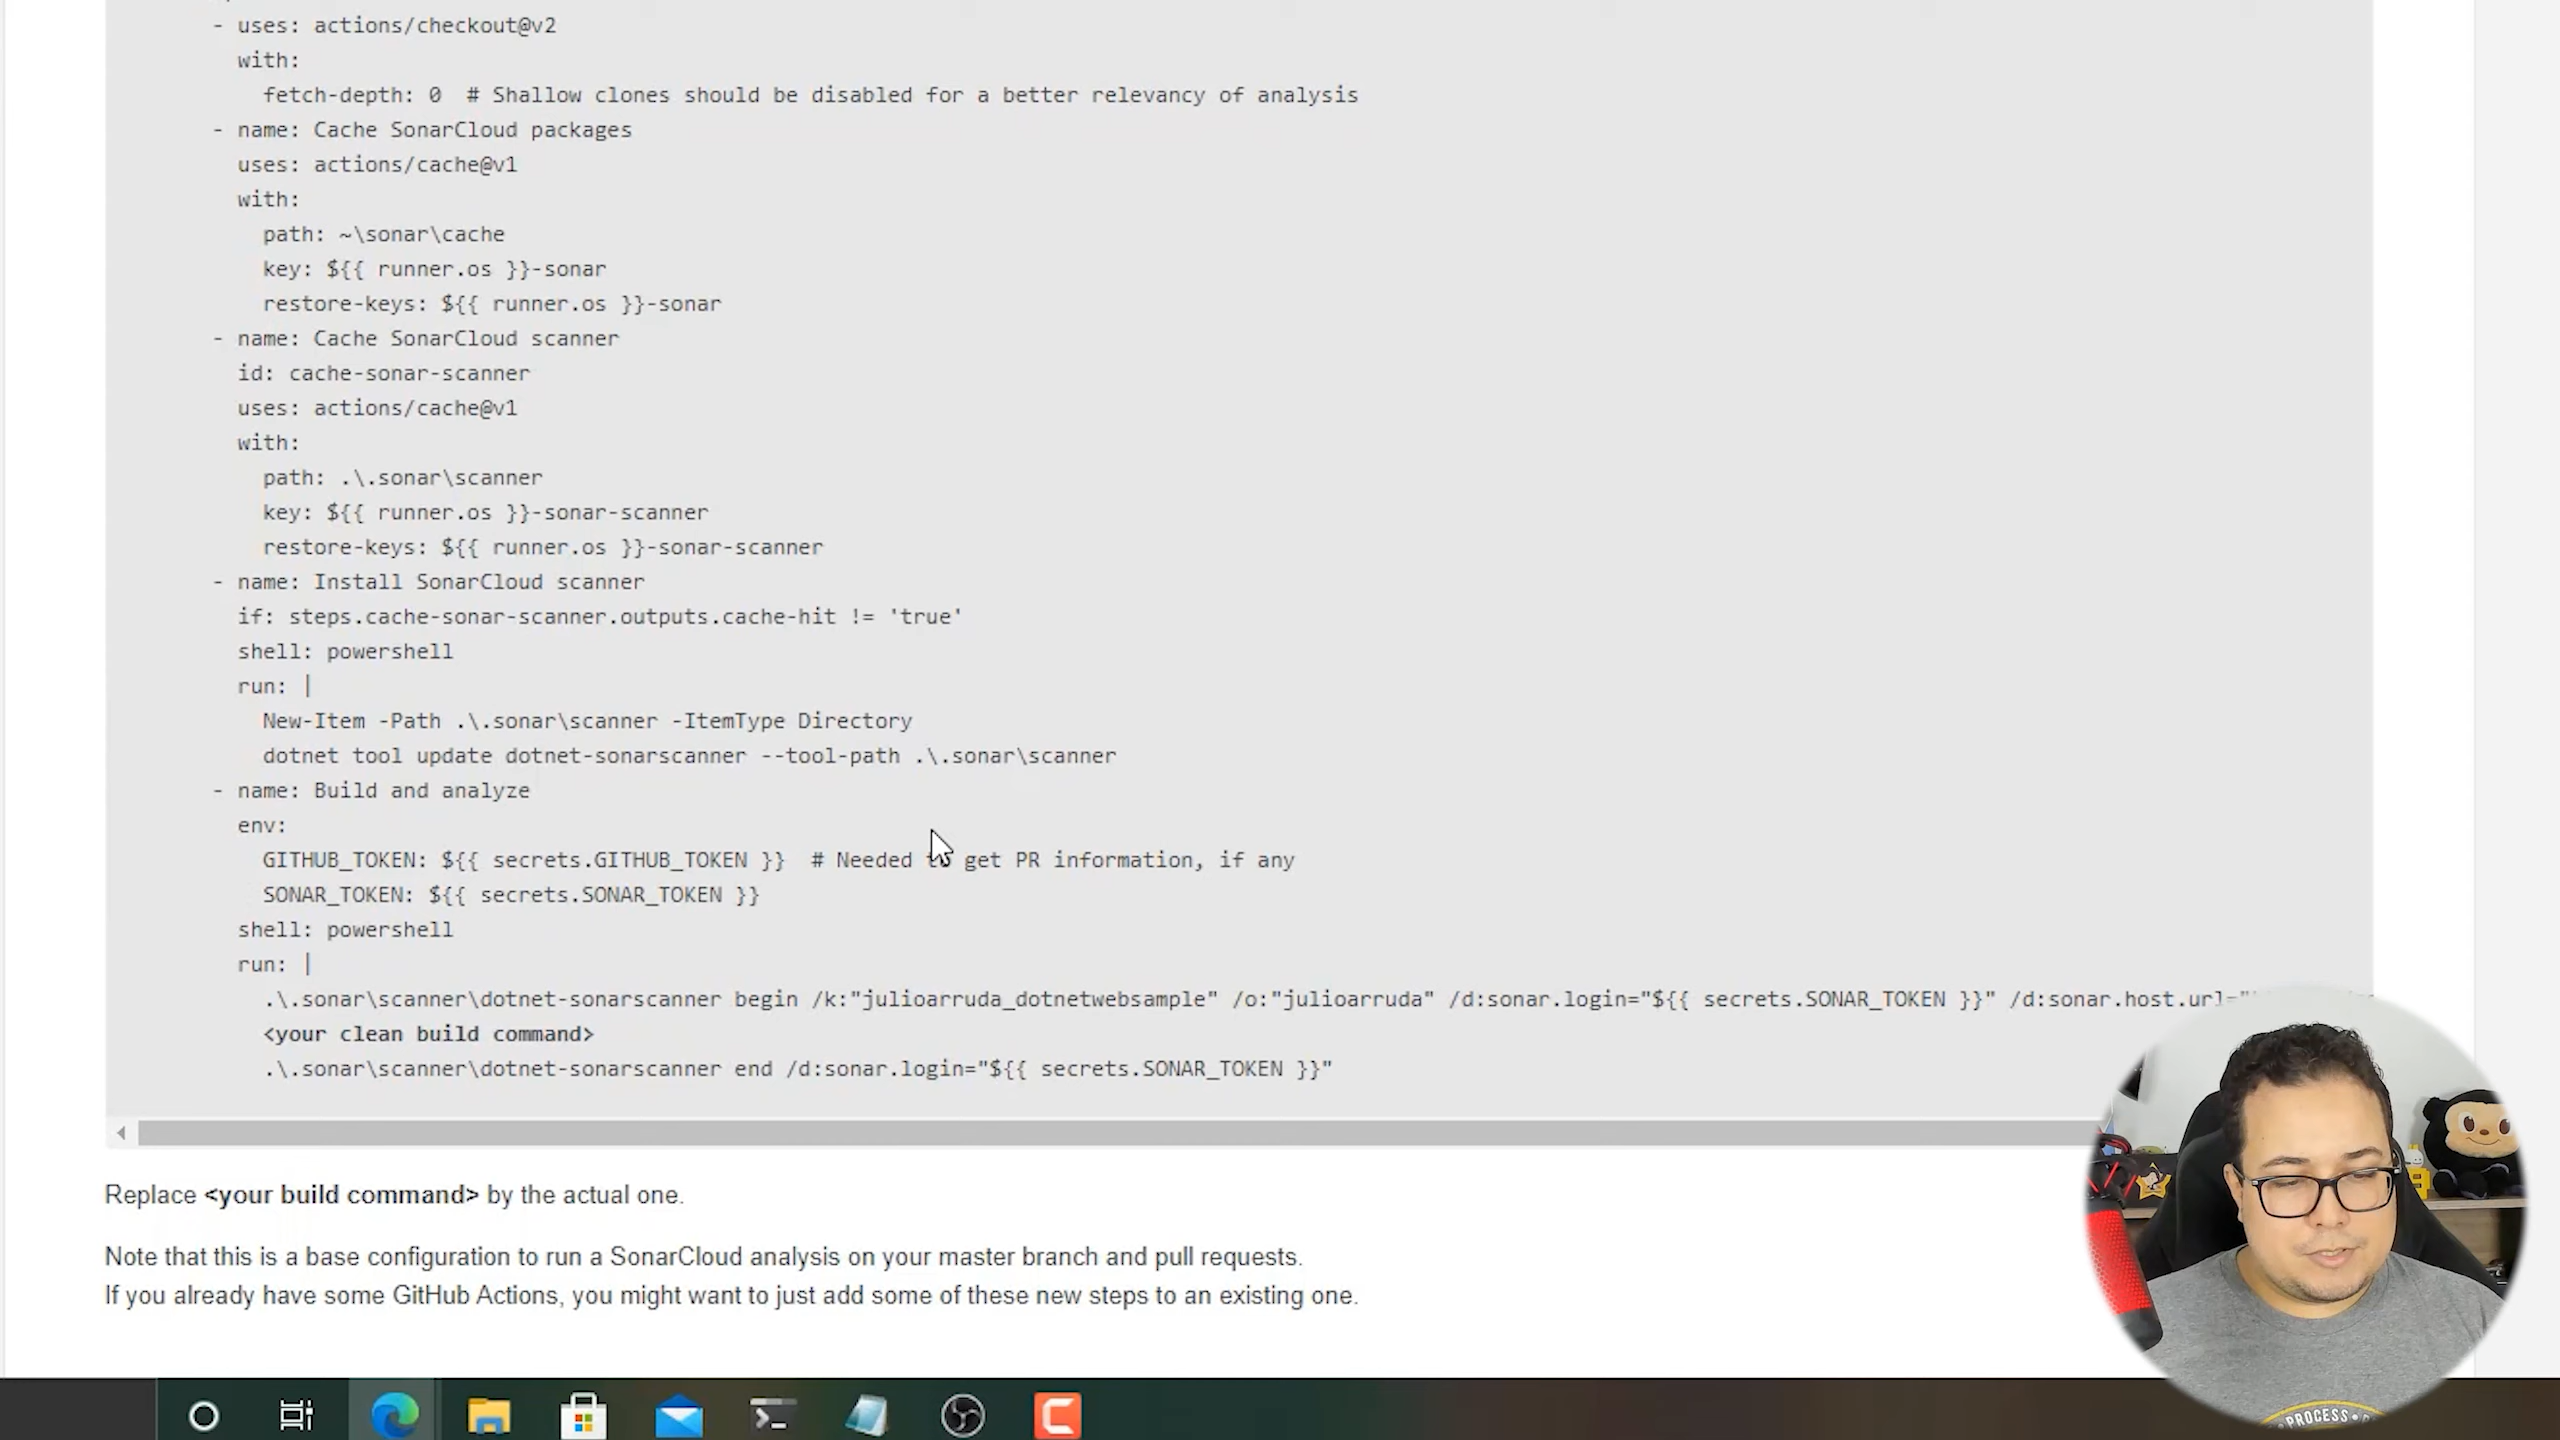 - uses: actions/checkout@v2
with:
fetch-depth: 0  # Shallow clones should be disabled for a better relevancy of analysis
- name: Cache SonarCloud packages
uses: actions/cache@v1
with:
path: ~\sonar\cache
key: ${{ runner.os }}-sonar
restore-keys: ${{ runner.os }}-sonar
- name: Cache SonarCloud scanner
id: cache-sonar-scanner
uses: actions/cache@v1
with:
path: .\.sonar\scanner
key: ${{ runner.os }}-sonar-scanner
restore-keys: ${{ runner.os }}-sonar-scanner
- name: Install SonarCloud scanner
if: steps.cache-sonar-scanner.outputs.cache-hit != 'true'
shell: powershell
run: |
New-Item -Path .\.sonar\scanner -ItemType Directory
dotnet tool update dotnet-sonarscanner --tool-path .\.sonar\scanner
- name: Build and analyze
env:
GITHUB_TOKEN: ${{ secrets.GITHUB_TOKEN }}  # Needed to get PR information, if any
SONAR_TOKEN: ${{ secrets.SONAR_TOKEN }}
shell: powershell
run: |
.\.sonar\scanner\dotnet-sonarscanner begin /k:"julioarruda_dotnetwebsample" /o:"julioarruda" /d:sonar.login="${{ secrets.SONAR_TOKEN }}" /d:sonar.host.url="
<your clean build command>
.\.sonar\scanner\dotnet-sonarscanner end /d:sonar.login="${{ secrets.SONAR_TOKEN }}"
Replace <your build command> by the actual one.
Note that this is a base configuration to run a SonarCloud analysis on your master branch and pull requests.
If you already have some GitHub Actions, you might want to just add some of these new steps to an existing one.
PROCESS